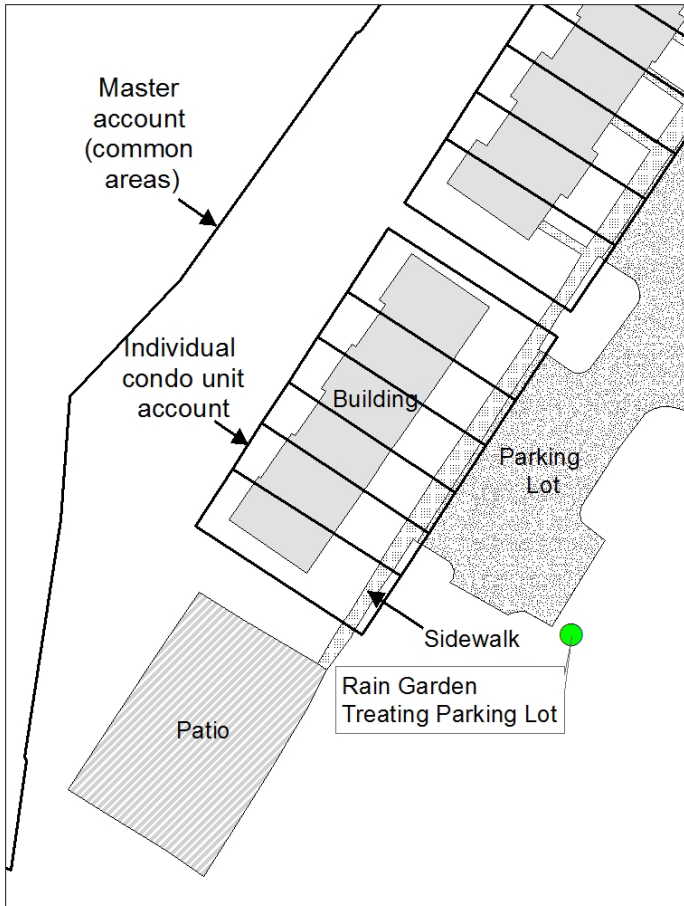 Master
account
(common
areas)
Individual
condo unit
account
Building
Parking
Lot
Sidewalk
Rain Garden
Treating Parking Lot
Patio